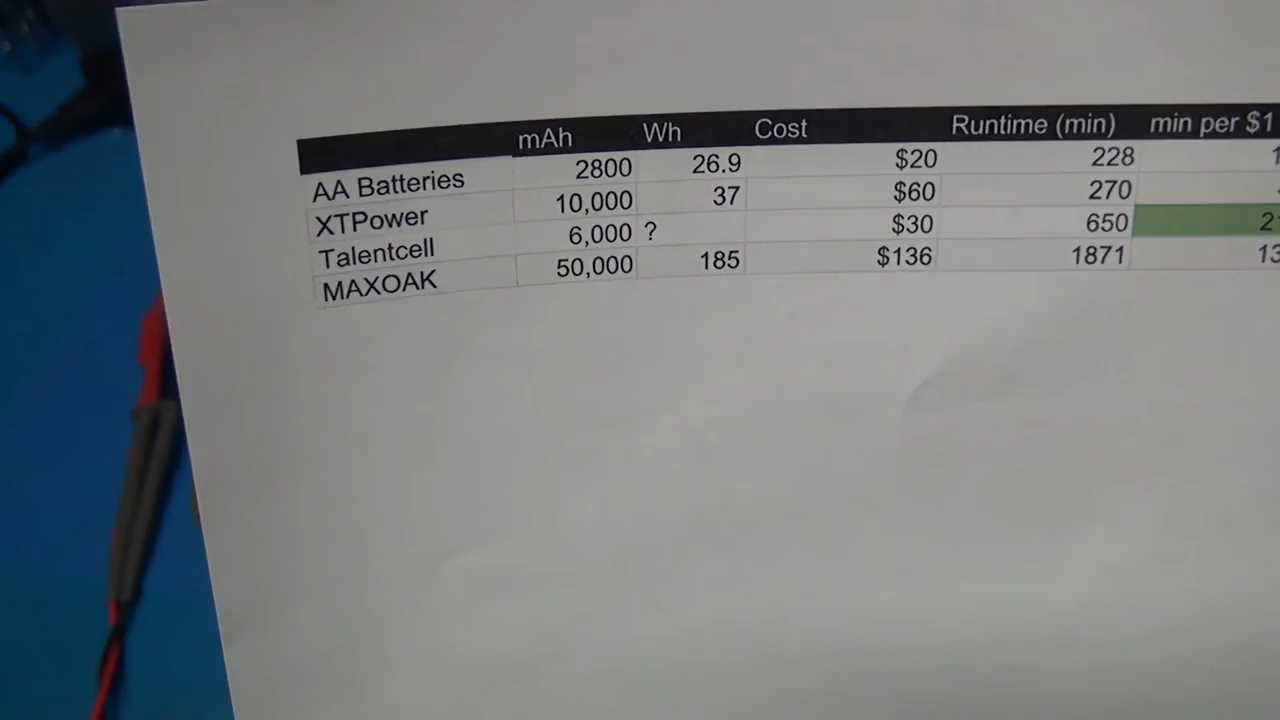 mAh Wh Cost Runtime (min) min per $1
AA Batteries 2800 26.9 $20 228
XTPower 10,000 37 $60 270
Talentcell 6,000 ? $30 650
MAXOAK 50,000 185 $136 1871